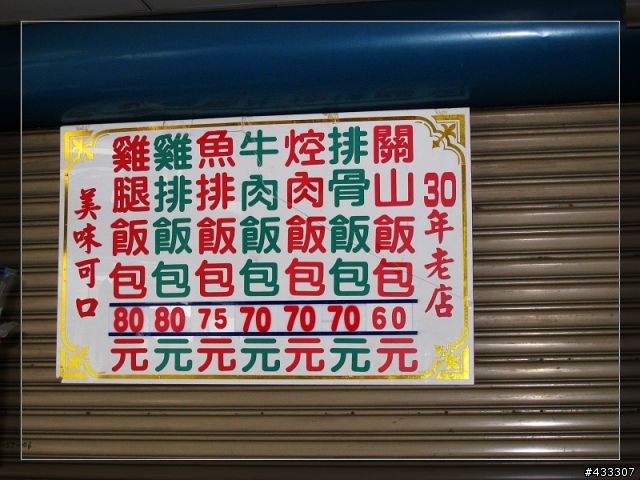 30年老店
關山飯包60元
排骨飯包70元
焢肉飯包70元
牛肉飯包70元
魚排飯包75元
雞排飯包80元
雞腿飯包80元
美味可口
#433307